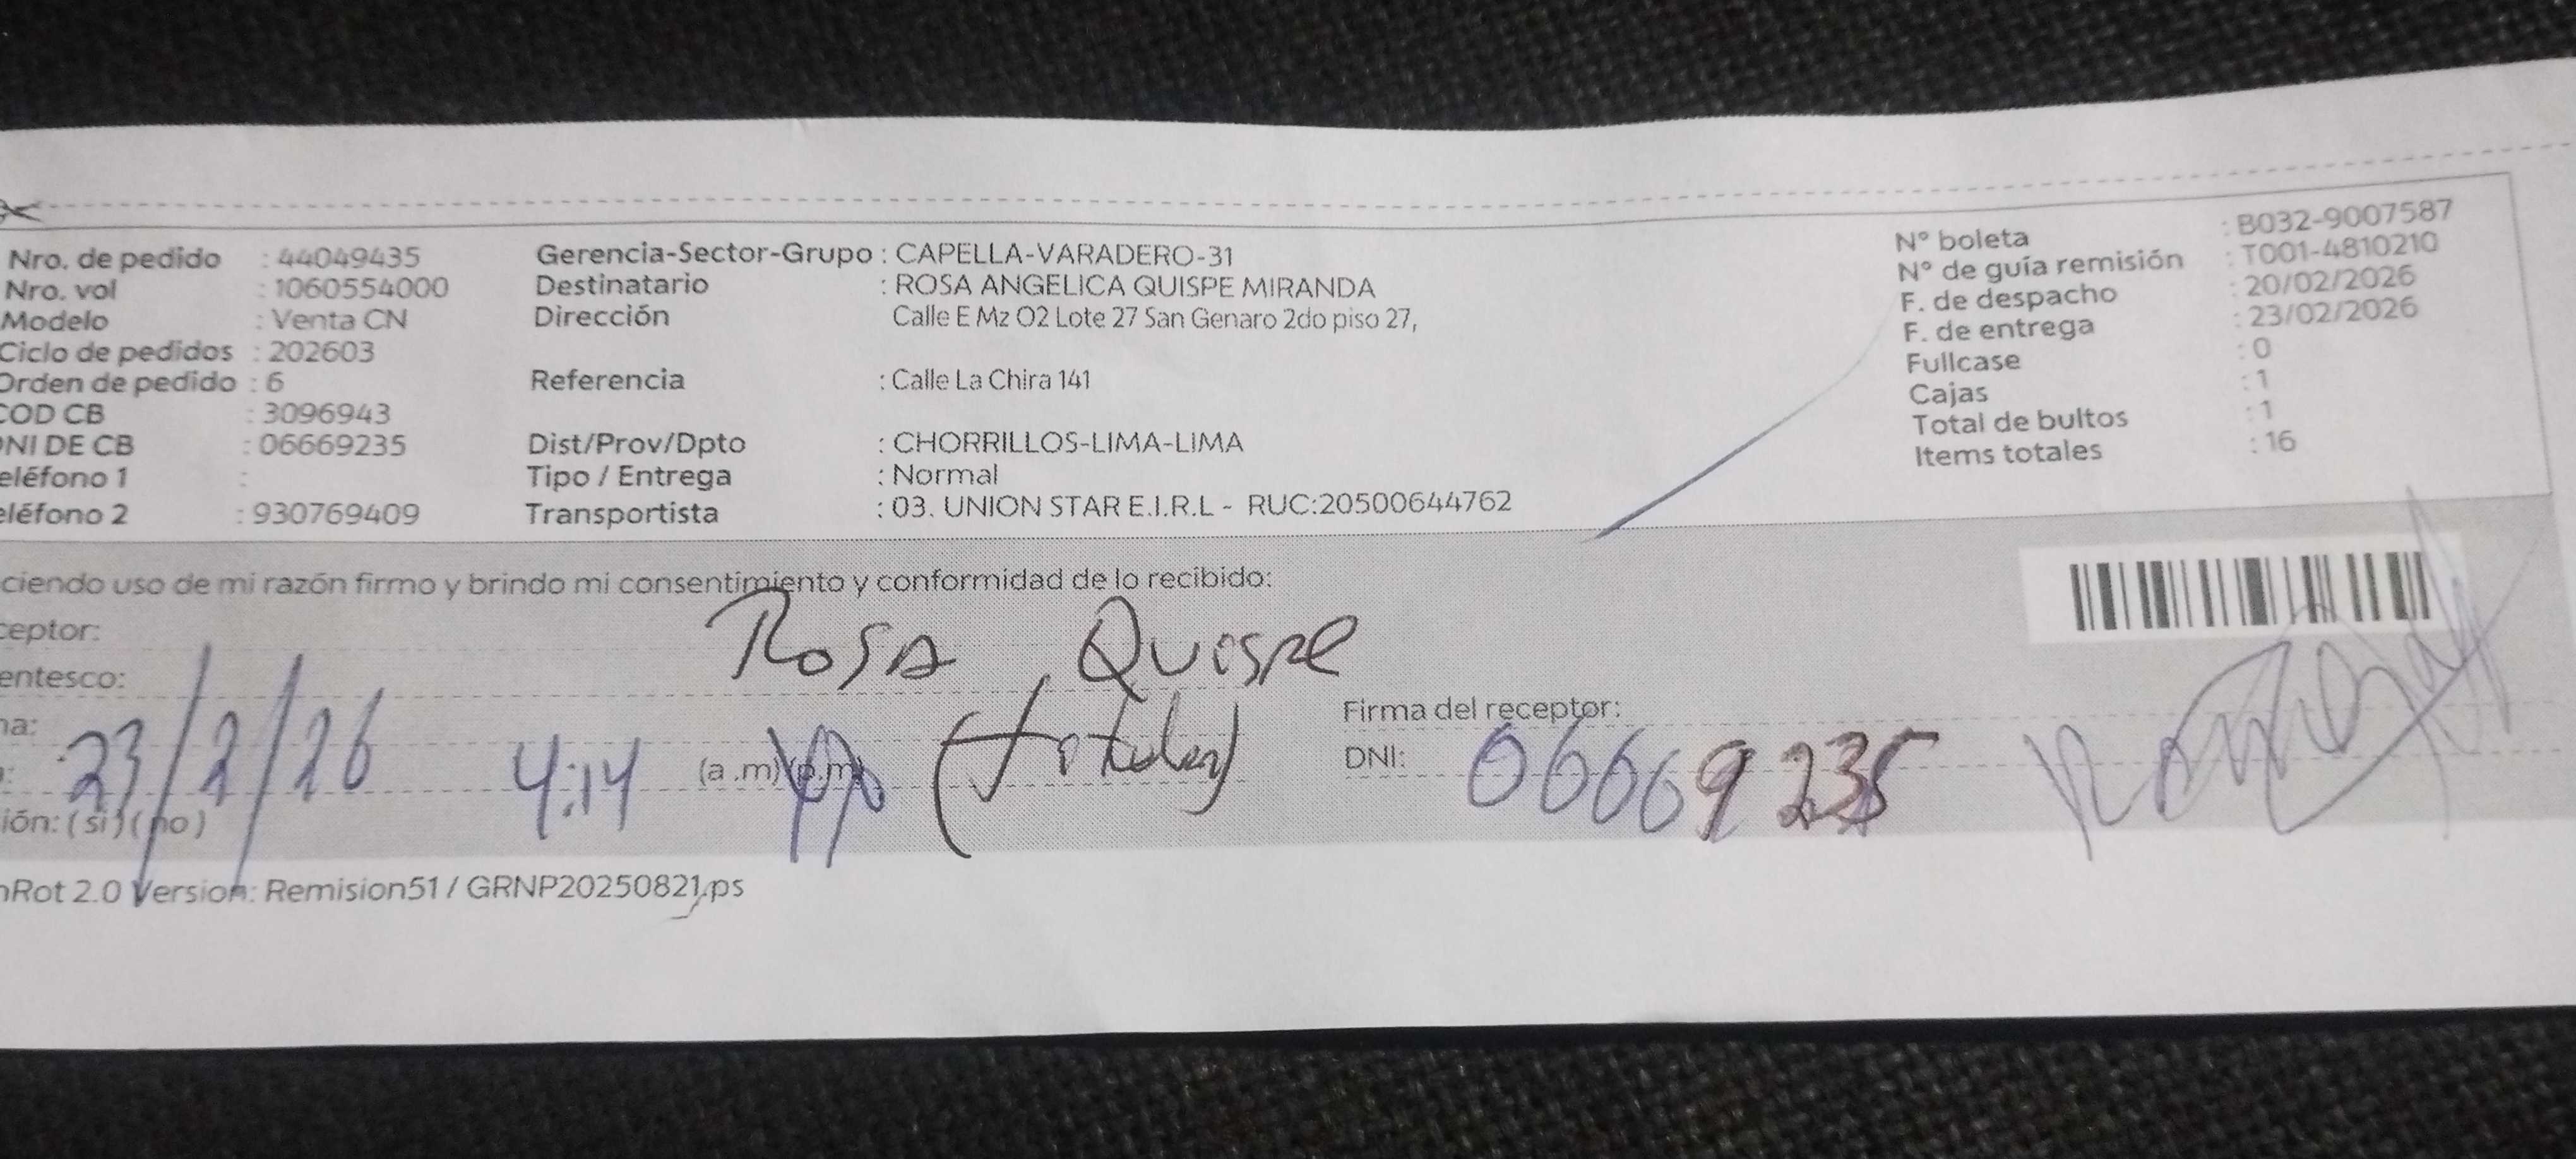 Nro. de pedido : 44049435
Nro. vol : 1060554000
Modelo : Venta CN
Ciclo de pedidos : 202603
Orden de pedido : 6
COD CB : 3096943
DNI DE CB : 06669235
eléfono 1 :
eléfono 2 : 930769409
Gerencia-Sector-Grupo : CAPELLA-VARADERO-31
Destinatario : ROSA ANGELICA QUISPE MIRANDA
Dirección Calle E Mz O2 Lote 27 San Genaro 2do piso 27,
Referencia : Calle La Chira 141
Dist/Prov/Dpto : CHORRILLOS-LIMA-LIMA
Tipo / Entrega : Normal
Transportista : 03. UNION STAR E.I.R.L - RUC:20500644762
N° boleta : B032-9007587
N° de guía remisión : T001-4810210
F. de despacho : 20/02/2026
F. de entrega : 23/02/2026
Fullcase : 0
Cajas : 1
Total de bultos : 1
Items totales : 16
ciendo uso de mi razón firmo y brindo mi consentimiento y conformidad de lo recibido:
ceptor: Rosa Quispe
entesco: (titular)
na: 23/2/26
: 4:14 (a.m) (p.m)
Firma del receptor:
DNI: 06669235
ión: (si) (no)
nRot 2.0 Version: Remision51 / GRNP20250821.ps